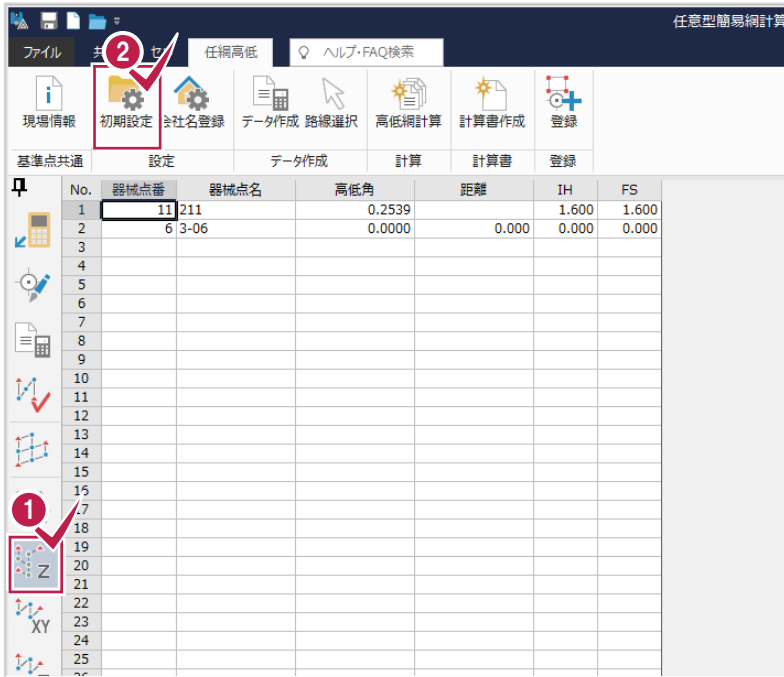 任意型簡易網計算
ファイル 任網高低 ヘルプ・FAQ検索
2
現場情報 初期設定 会社名登録 データ作成 路線選択 高低網計算 計算書作成 登録
基準点共通 設定 データ作成 計算 計算書 登録
No. 器械点番 器械点名 高低角 距離 IH FS
1 11 211 0.2539 1.600 1.600
2 6 3-06 0.0000 0.000 0.000 0.000
3
4
5
6
7
8
9
10
11
12
13
14
15
16
1
17
18
19
20
Z
21
22
23
XY
24
25
26